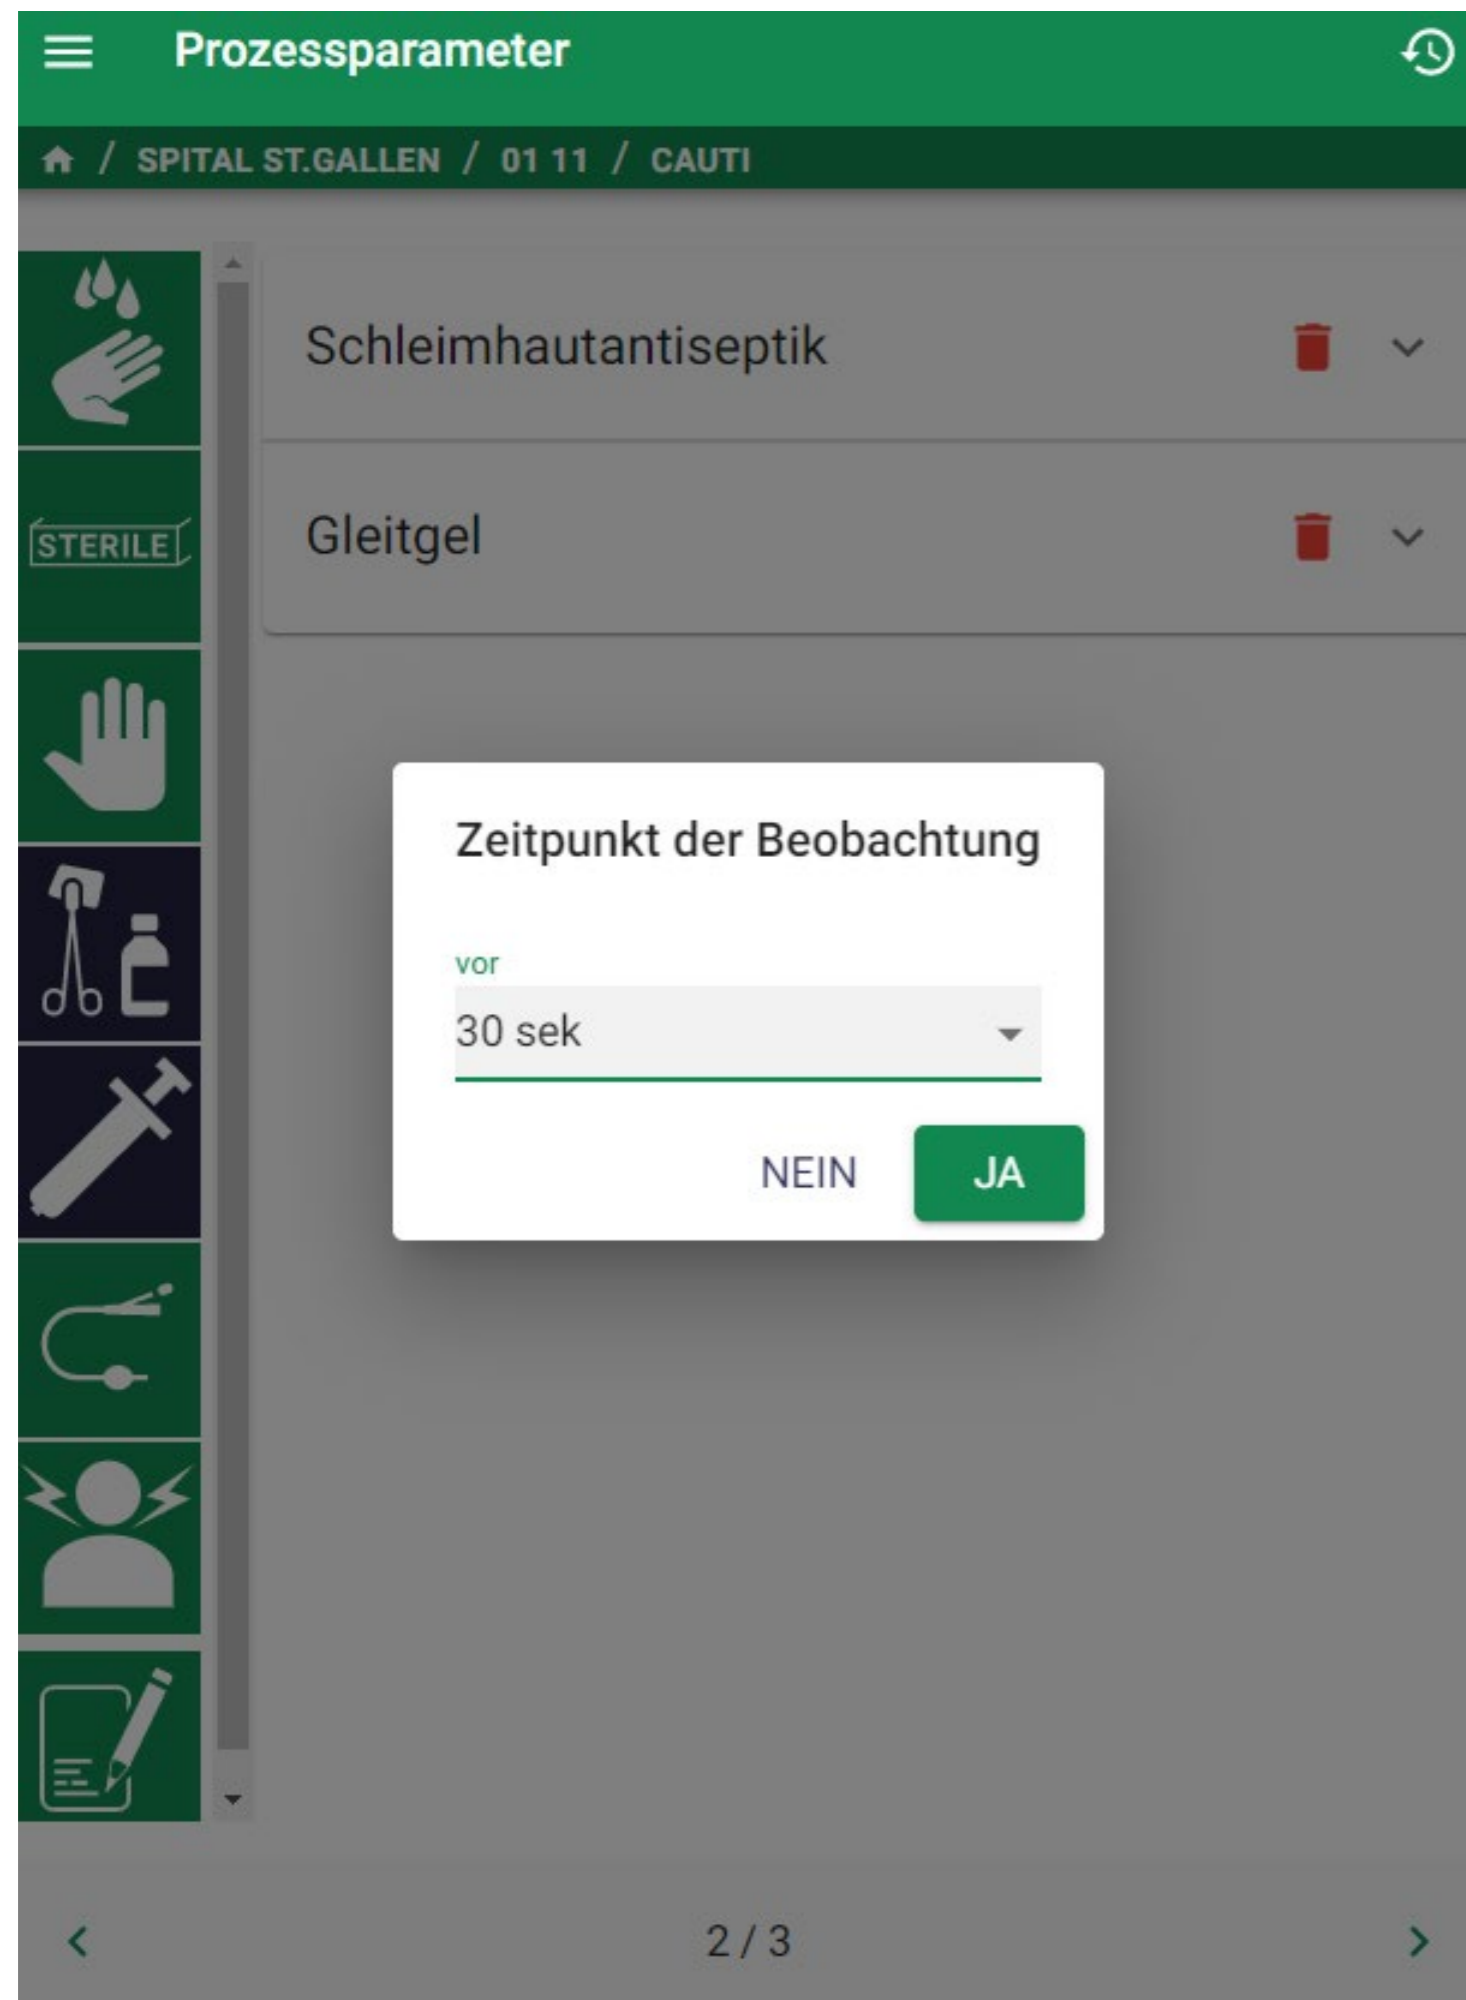 Prozessparameter
/ SPITAL ST.GALLEN / 01 11 / CAUTI
Schleimhautantiseptik
STERILE
Gleitgel
Zeitpunkt der Beobachtung
vor
30 sek
NEIN JA
2 / 3